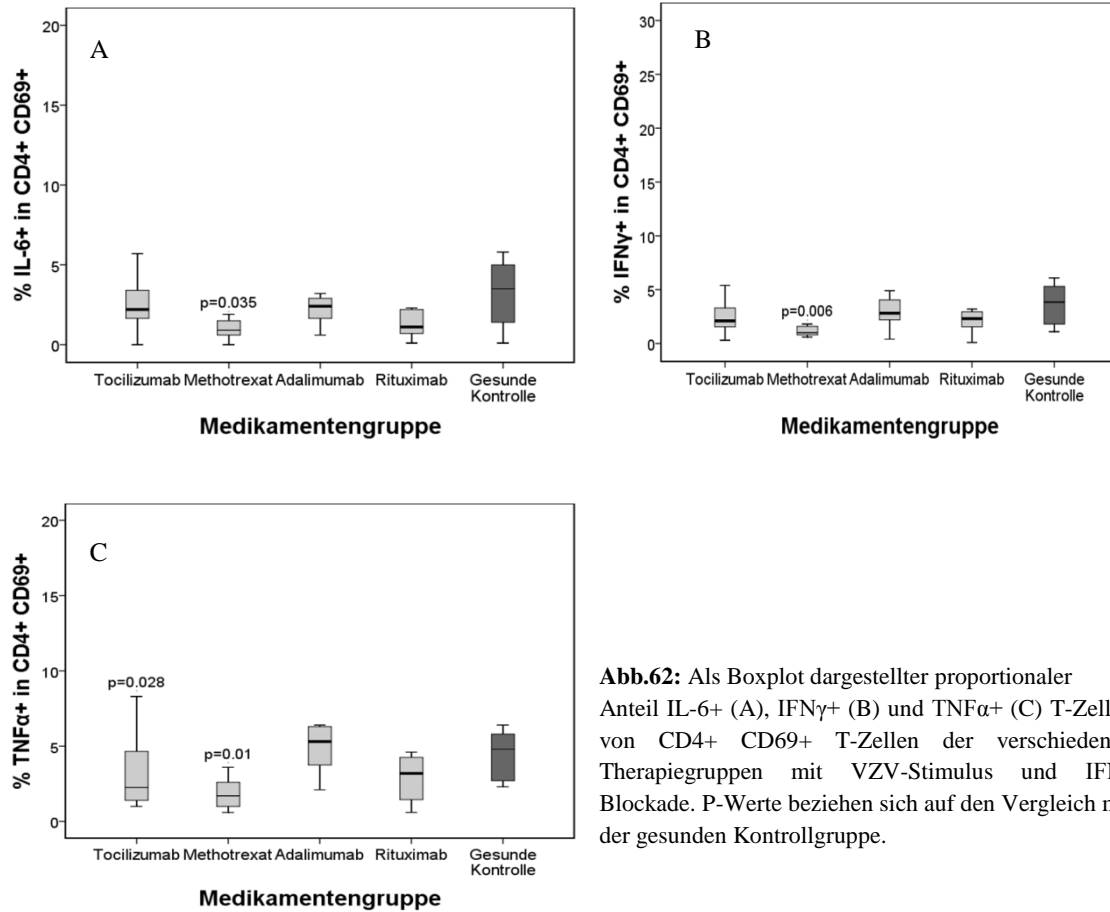 A
% IL-6+ in CD4+ CD69+
20
15
10
5
0
p=0.035
Tocilizumab Methotrexat Adalimumab Rituximab Gesunde
Kontrolle
Medikamentengruppe
B
% IFNγ+ in CD4+ CD69+
30
25
20
15
10
5
0
p=0.006
Tocilizumab Methotrexat Adalimumab Rituximab Gesunde
Kontrolle
Medikamentengruppe
C
% TNFα+ in CD4+ CD69+
20
15
10
5
0
p=0.028
p=0.01
Tocilizumab Methotrexat Adalimumab Rituximab Gesunde
Kontrolle
Medikamentengruppe
Abb.62: Als Boxplot dargestellter proportionaler
Anteil IL-6+ (A), IFNγ+ (B) und TNFα+ (C)
von CD4+ CD69+ T-Zellen der
Therapiegruppen mit VZV-Stimulus und
Blockade. P-Werte beziehen sich auf den Vergleich
der gesunden Kontrollgruppe.